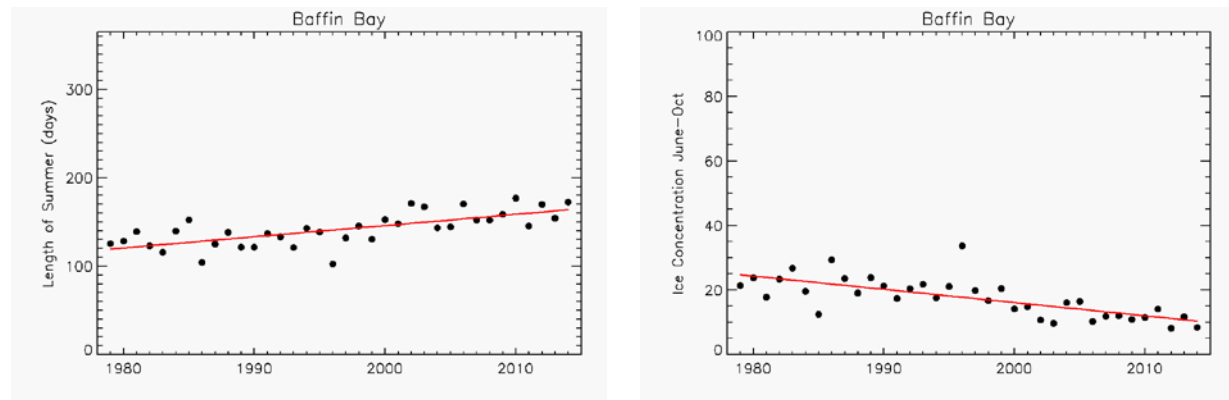 Baffin Bay
300
200
100
0
Length of Summer (days)
1980 1990 2000 2010
Baffin Bay
100
80
60
40
20
0
Ice Concentration June-Oct
1980 1990 2000 2010